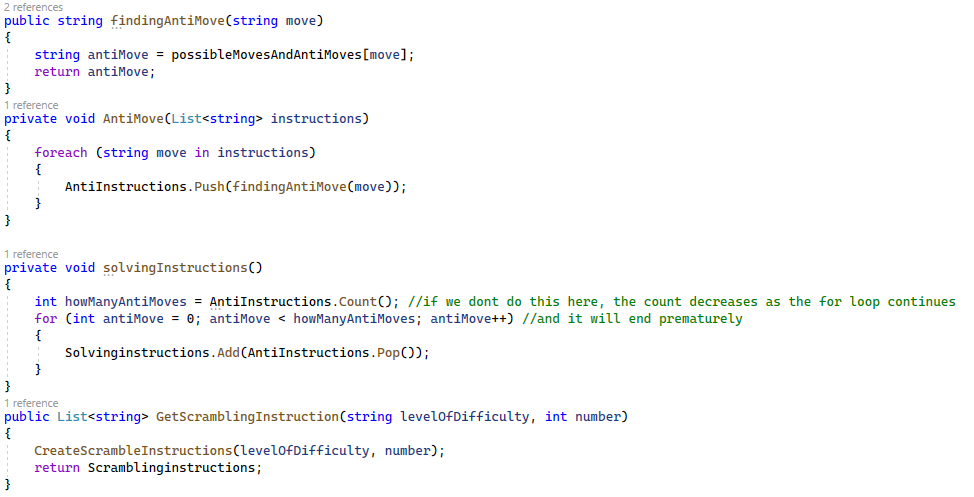 2 references
public string findingAntiMove(string move)
{
    string antiMove = possibleMovesAndAntiMoves[move];
    return antiMove;
}
1 reference
private void AntiMove(List<string> instructions)
{
    foreach (string move in instructions)
    {
        AntiInstructions.Push(findingAntiMove(move));
    }
}
1 reference
private void solvingInstructions()
{
    int howManyAntiMoves = AntiInstructions.Count(); //if we dont do this here, the count decreases as the for loop continues
    for (int antiMove = 0; antiMove < howManyAntiMoves; antiMove++) //and it will end prematurely
    {
        Solvinginstructions.Add(AntiInstructions.Pop());
    }
}
1 reference
public List<string> GetScramblingInstruction(string levelOfDifficulty, int number)
{
    CreateScrambleInstructions(levelOfDifficulty, number);
    return Scramblinginstructions;
}